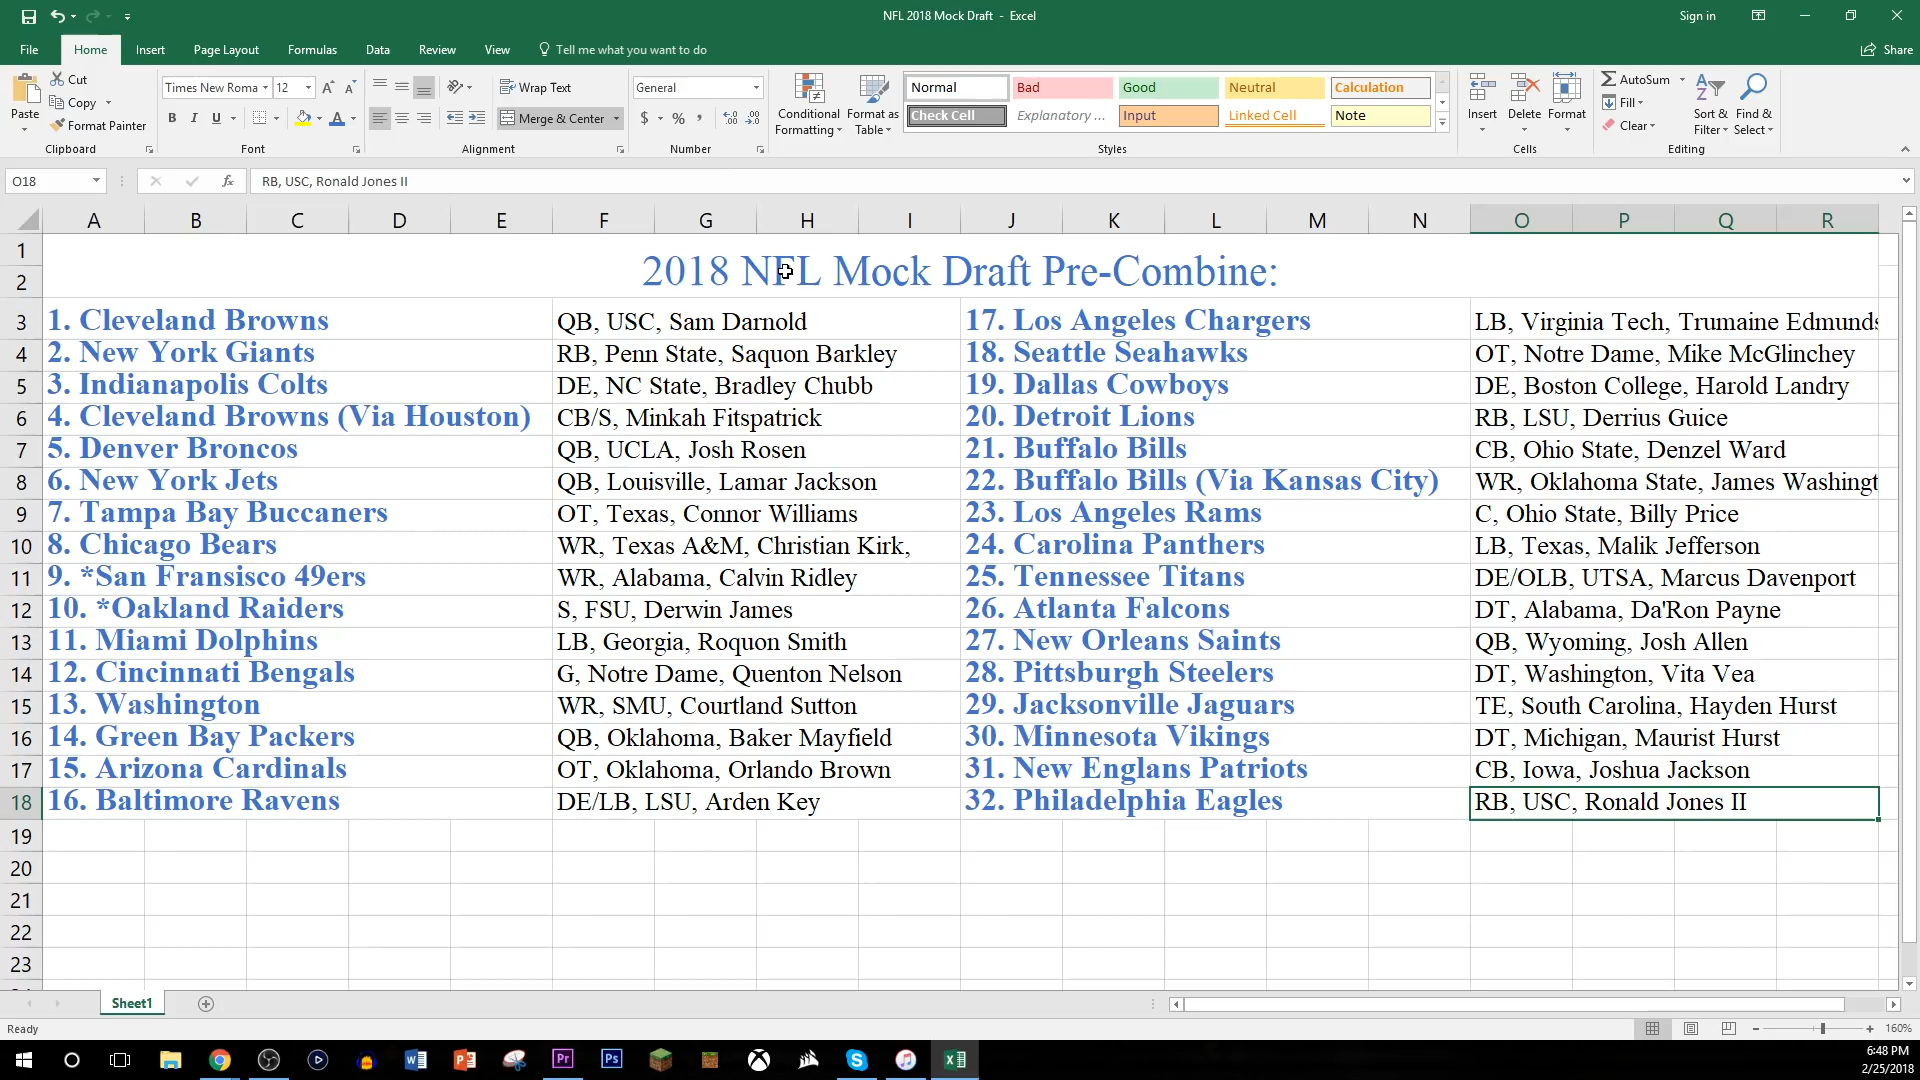 NFL 2018 Mock Draft - Excel
Sign in
File Home Insert Page Layout Formulas Data Review View Tell me what you want to do
Share
Paste
Cut
Copy
Format Painter
Clipboard
Times New Roma 12
B I U
Font
Wrap Text
Merge & Center
Alignment
General
$ % ,
Number
Conditional Formatting
Format as Table
Normal Bad Good Neutral Calculation
Check Cell Explanatory ... Input Linked Cell Note
Styles
Insert Delete Format
Cells
AutoSum
Fill
Clear
Sort & Filter
Find & Select
Editing
O18 fx RB, USC, Ronald Jones II
A B C D E F G H I J K L M N O P Q R
1
2 2018 NFL Mock Draft Pre-Combine:
3 1. Cleveland Browns QB, USC, Sam Darnold 17. Los Angeles Chargers LB, Virginia Tech, Trumaine Edmunds
4 2. New York Giants RB, Penn State, Saquon Barkley 18. Seattle Seahawks OT, Notre Dame, Mike McGlinchey
5 3. Indianapolis Colts DE, NC State, Bradley Chubb 19. Dallas Cowboys DE, Boston College, Harold Landry
6 4. Cleveland Browns (Via Houston) CB/S, Minkah Fitspatrick 20. Detroit Lions RB, LSU, Derrius Guice
7 5. Denver Broncos QB, UCLA, Josh Rosen 21. Buffalo Bills CB, Ohio State, Denzel Ward
8 6. New York Jets QB, Louisville, Lamar Jackson 22. Buffalo Bills (Via Kansas City) WR, Oklahoma State, James Washingt
9 7. Tampa Bay Buccaners OT, Texas, Connor Williams 23. Los Angeles Rams C, Ohio State, Billy Price
10 8. Chicago Bears WR, Texas A&M, Christian Kirk, 24. Carolina Panthers LB, Texas, Malik Jefferson
11 9. *San Fransisco 49ers WR, Alabama, Calvin Ridley 25. Tennessee Titans DE/OLB, UTSA, Marcus Davenport
12 10. *Oakland Raiders S, FSU, Derwin James 26. Atlanta Falcons DT, Alabama, Da'Ron Payne
13 11. Miami Dolphins LB, Georgia, Roquon Smith 27. New Orleans Saints QB, Wyoming, Josh Allen
14 12. Cincinnati Bengals G, Notre Dame, Quenton Nelson 28. Pittsburgh Steelers DT, Washington, Vita Vea
15 13. Washington WR, SMU, Courtland Sutton 29. Jacksonville Jaguars TE, South Carolina, Hayden Hurst
16 14. Green Bay Packers QB, Oklahoma, Baker Mayfield 30. Minnesota Vikings DT, Michigan, Maurist Hurst
17 15. Arizona Cardinals OT, Oklahoma, Orlando Brown 31. New Englans Patriots CB, Iowa, Joshua Jackson
18 16. Baltimore Ravens DE/LB, LSU, Arden Key 32. Philadelphia Eagles RB, USC, Ronald Jones II
19
20
21
22
23
Sheet1
Ready
160%
6:48 PM
2/25/2018